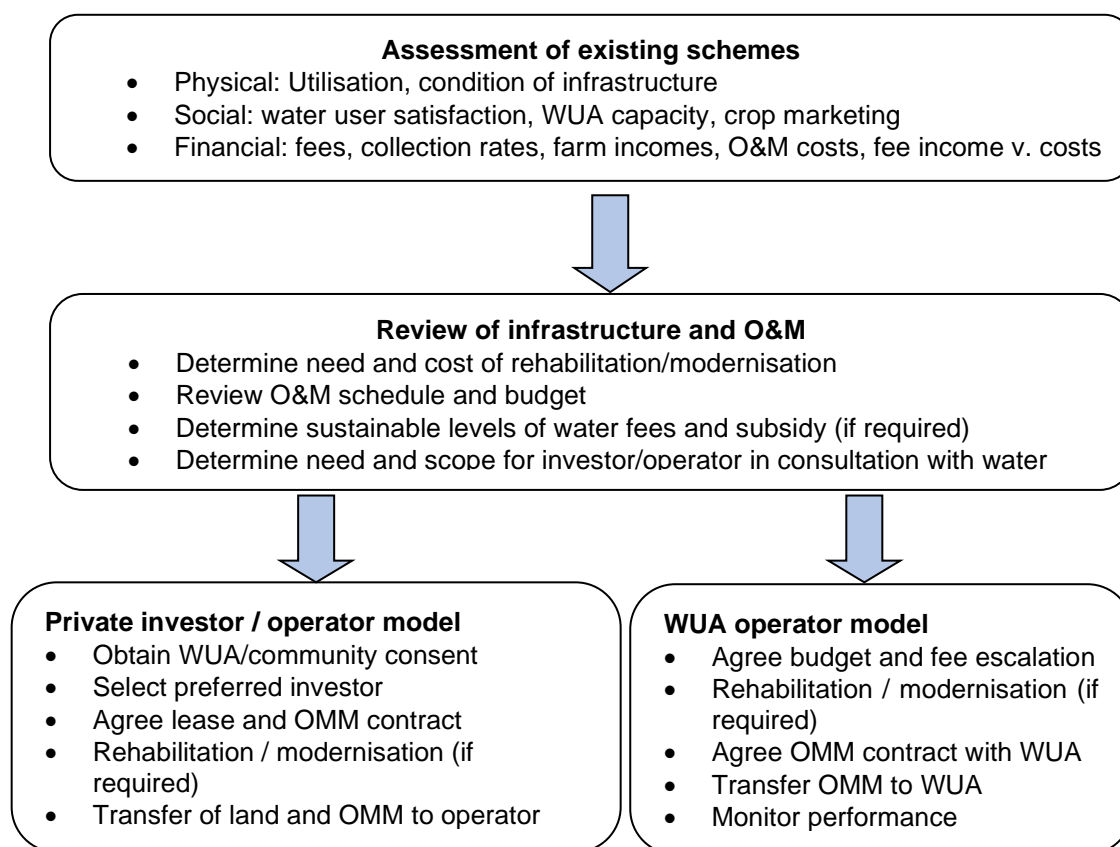 Assessment of existing schemes
• Physical: Utilisation, condition of infrastructure
• Social: water user satisfaction, WUA capacity, crop marketing
• Financial: fees, collection rates, farm incomes, O&M costs, fee income v. costs
Review of infrastructure and O&M
• Determine need and cost of rehabilitation/modernisation
• Review O&M schedule and budget
• Determine sustainable levels of water fees and subsidy (if required)
• Determine need and scope for investor/operator in consultation with water
Private investor / operator model
• Obtain WUA/community consent
• Select preferred investor
• Agree lease and OMM contract
• Rehabilitation / modernisation (if
required)
• Transfer of land and OMM to operator
WUA operator model
• Agree budget and fee escalation
• Rehabilitation / modernisation (if
required)
• Agree OMM contract with WUA
• Transfer OMM to WUA
• Monitor performance